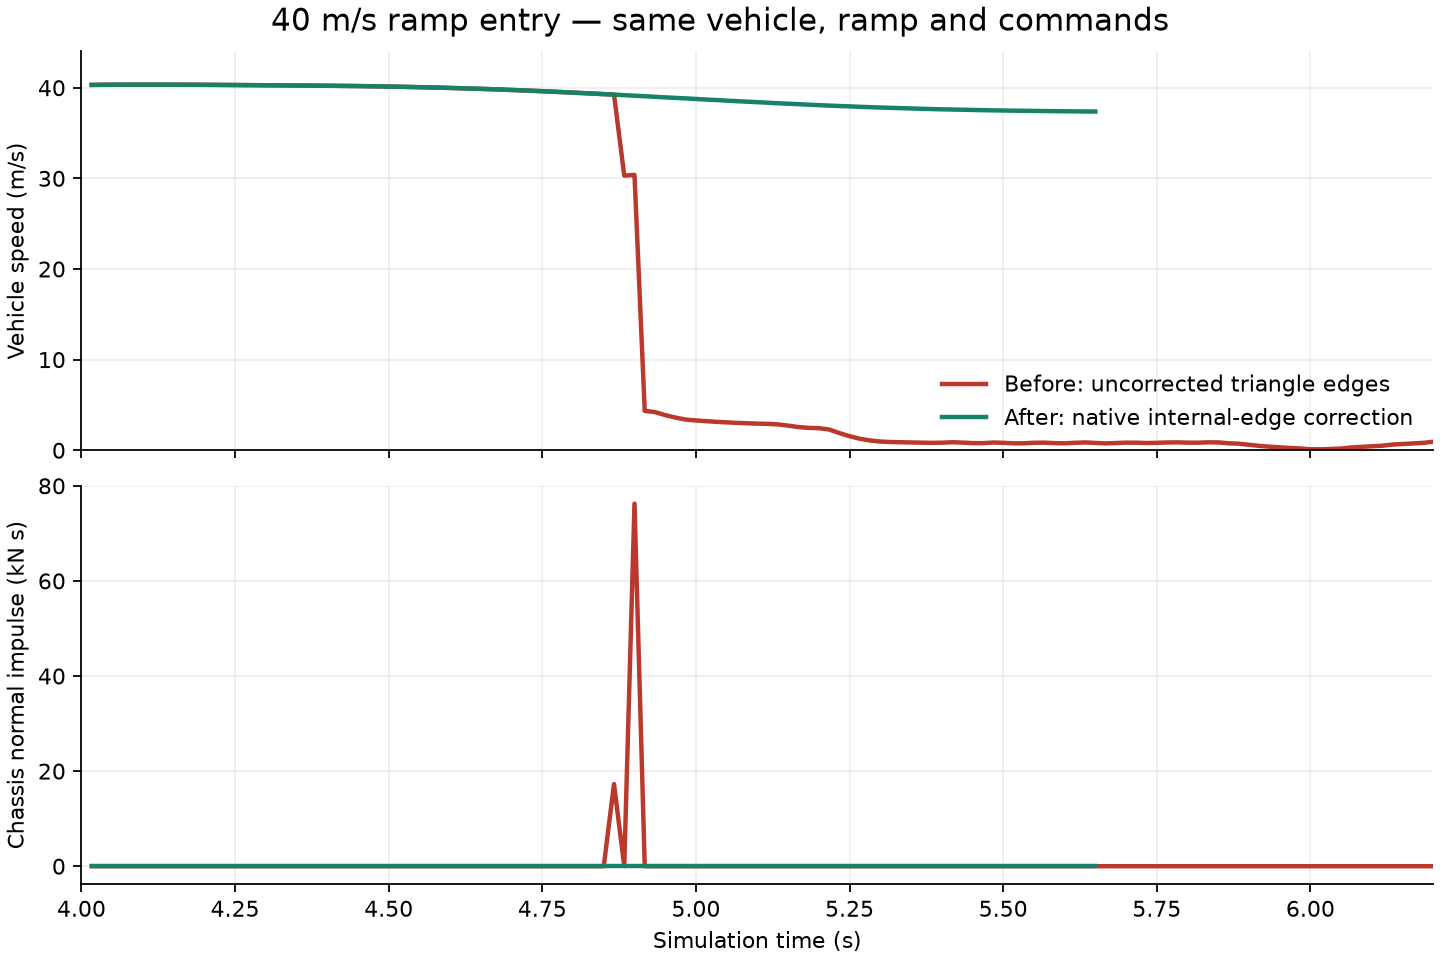 40 m/s ramp entry — same vehicle, ramp and commands
Vehicle speed (m/s)
40
30
20
10
0
Before: uncorrected triangle edges
After: native internal-edge correction
Chassis normal impulse (kN s)
80
60
40
20
0
4.00 4.25 4.50 4.75 5.00 5.25 5.50 5.75 6.00
Simulation time (s)